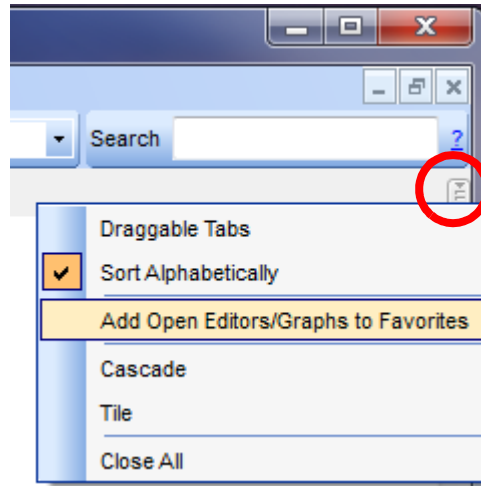 Search
?
Draggable Tabs
Sort Alphabetically
Add Open Editors/Graphs to Favorites
Cascade
Tile
Close All